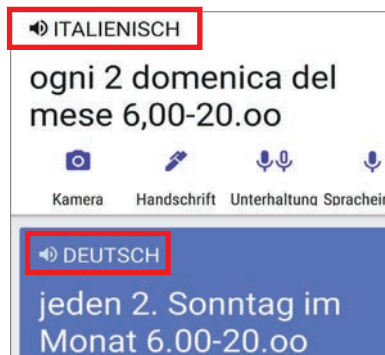 ITALIENISCH
ogni 2 domenica del
mese 6,00-20.oo
Kamera Handschrift Unterhaltung Sprachein
DEUTSCH
jeden 2. Sonntag im
Monat 6.00-20.oo